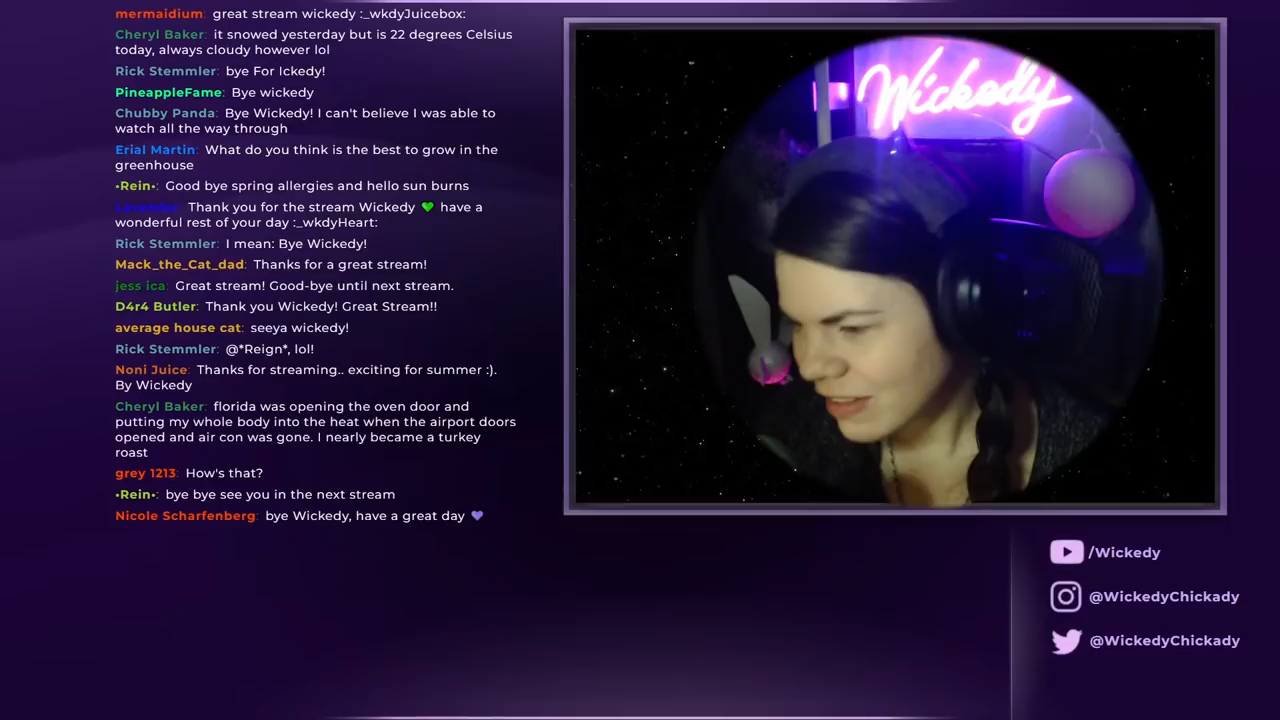 mermaidium: great stream wickedy :_wkdyJuicebox:
Cheryl Baker: it snowed yesterday but is 22 degrees Celsius
today, always cloudy however lol
Rick Stemmler: bye For Ickedy!
PineappleFame: Bye wickedy
Chubby Panda: Bye Wickedy! I can't believe I was able to
watch all the way through
Erial Martin: What do you think is the best to grow in the
greenhouse
•Rein•: Good bye spring allergies and hello sun burns
Lavender: Thank you for the stream Wickedy 💚 have a
wonderful rest of your day :_wkdyHeart:
Rick Stemmler: I mean: Bye Wickedy!
Mack_the_Cat_dad: Thanks for a great stream!
jess ica: Great stream! Good-bye until next stream.
D4r4 Butler: Thank you Wickedy! Great Stream!!
average house cat: seeya wickedy!
Rick Stemmler: @*Reign*, lol!
Noni Juice: Thanks for streaming.. exciting for summer :).
By Wickedy
Cheryl Baker: florida was opening the oven door and
putting my whole body into the heat when the airport doors
opened and air con was gone. I nearly became a turkey
roast
grey 1213: How's that?
•Rein•: bye bye see you in the next stream
Nicole Scharfenberg: bye Wickedy, have a great day 💜
Wickedy
/Wickedy
@WickedyChickady
@WickedyChickady